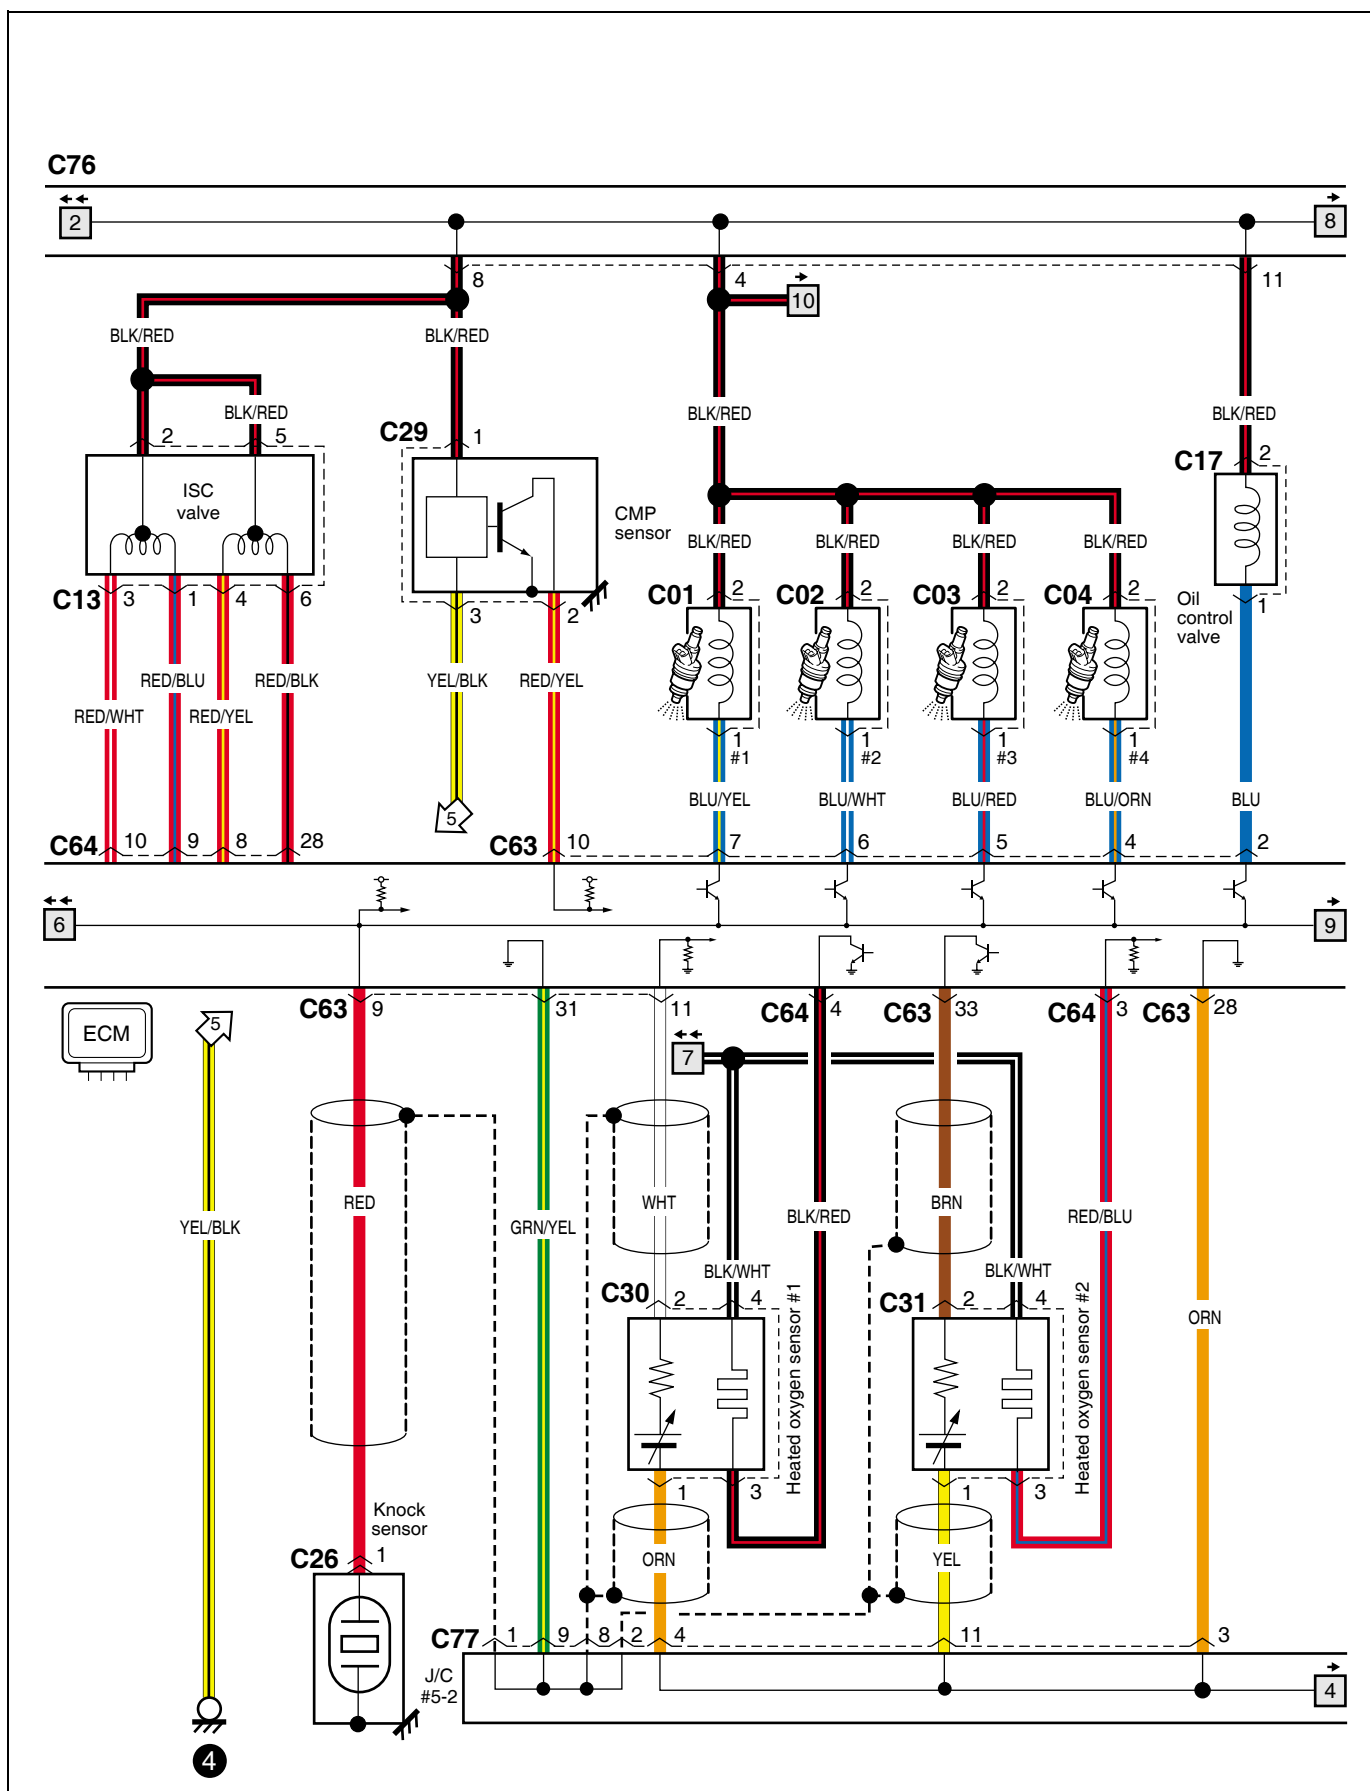 C76
2
8
8
4
11
10
BLK/RED
BLK/RED
BLK/RED
BLK/RED
BLK/RED
2
5
C29
1
C17
2
ISC
valve
CMP
sensor
BLK/RED
BLK/RED
BLK/RED
BLK/RED
C13
3
1
4
6
3
2
C01
2
C02
2
C03
2
C04
2
1
Oil
control
valve
RED/BLU
RED/BLK
YEL/BLK
RED/YEL
RED/WHT
RED/YEL
1
#1
1
#2
1
#3
1
#4
BLU/YEL
BLU/WHT
BLU/RED
BLU/ORN
BLU
5
C64
10
9
8
28
C63
10
7
6
5
4
2
6
9
ECM
5
C63
9
31
11
C64
4
C63
33
C64
3
C63
28
7
YEL/BLK
RED
GRN/YEL
WHT
BLK/RED
BRN
RED/BLU
BLK/WHT
BLK/WHT
ORN
C30
2
4
Heated oxygen sensor #1
C31
2
4
Heated oxygen sensor #2
1
3
1
3
Knock
sensor
C26
1
ORN
YEL
C77
1
9
8
2
4
11
3
J/C
#5-2
4
4